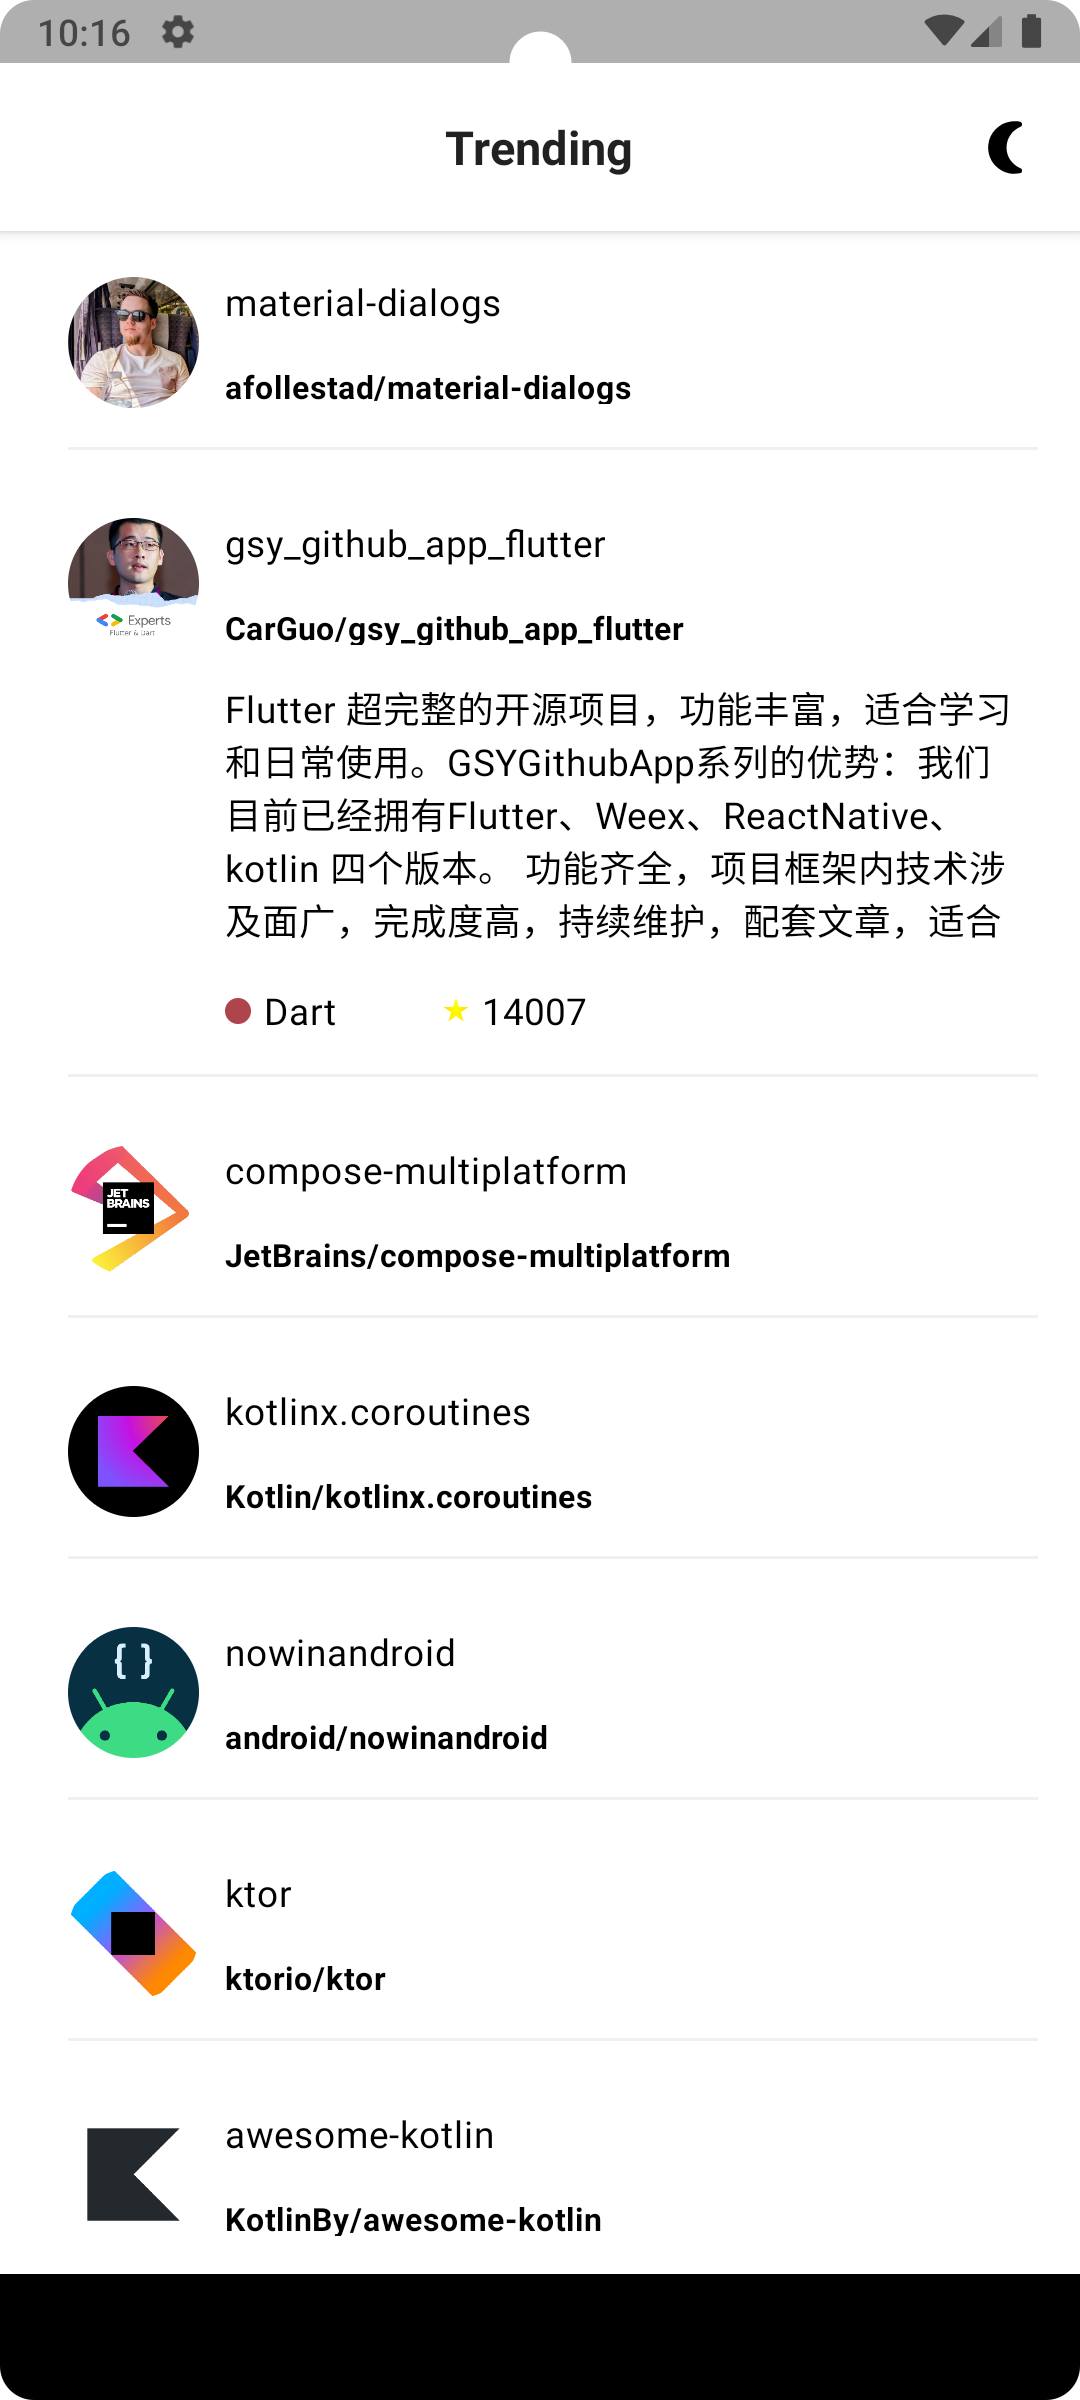 10:16
Trending
material-dialogs
afollestad/material-dialogs
gsy_github_app_flutter
Experts
Flutter & Dart
CarGuo/gsy_github_app_flutter
Flutter 超完整的开源项目，功能丰富，适合学习
和日常使用。GSYGithubApp系列的优势：我们
目前已经拥有Flutter、Weex、ReactNative、
kotlin 四个版本。 功能齐全，项目框架内技术涉
及面广，完成度高，持续维护，配套文章，适合
Dart
★ 14007
compose-multiplatform
JET
BRAINS
JetBrains/compose-multiplatform
kotlinx.coroutines
Kotlin/kotlinx.coroutines
{ }
nowinandroid
android/nowinandroid
ktor
ktorio/ktor
awesome-kotlin
KotlinBy/awesome-kotlin